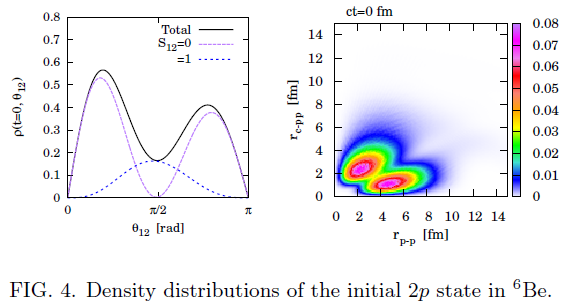 ct=0 fm
0.8
0.7
0.6
0.5
0.4
0.3
0.2
0.1
0
ρ(t=0, θ₁₂)
Total
S₁₂=0
=1
0
π/2
π
θ₁₂ [rad]
14
12
10
8
6
4
2
0
r_c-pp [fm]
0 2 4 6 8 10 12 14
r_p-p [fm]
0.08
0.07
0.06
0.05
0.04
0.03
0.02
0.01
0
FIG. 4. Density distributions of the initial 2p state in ⁶Be.